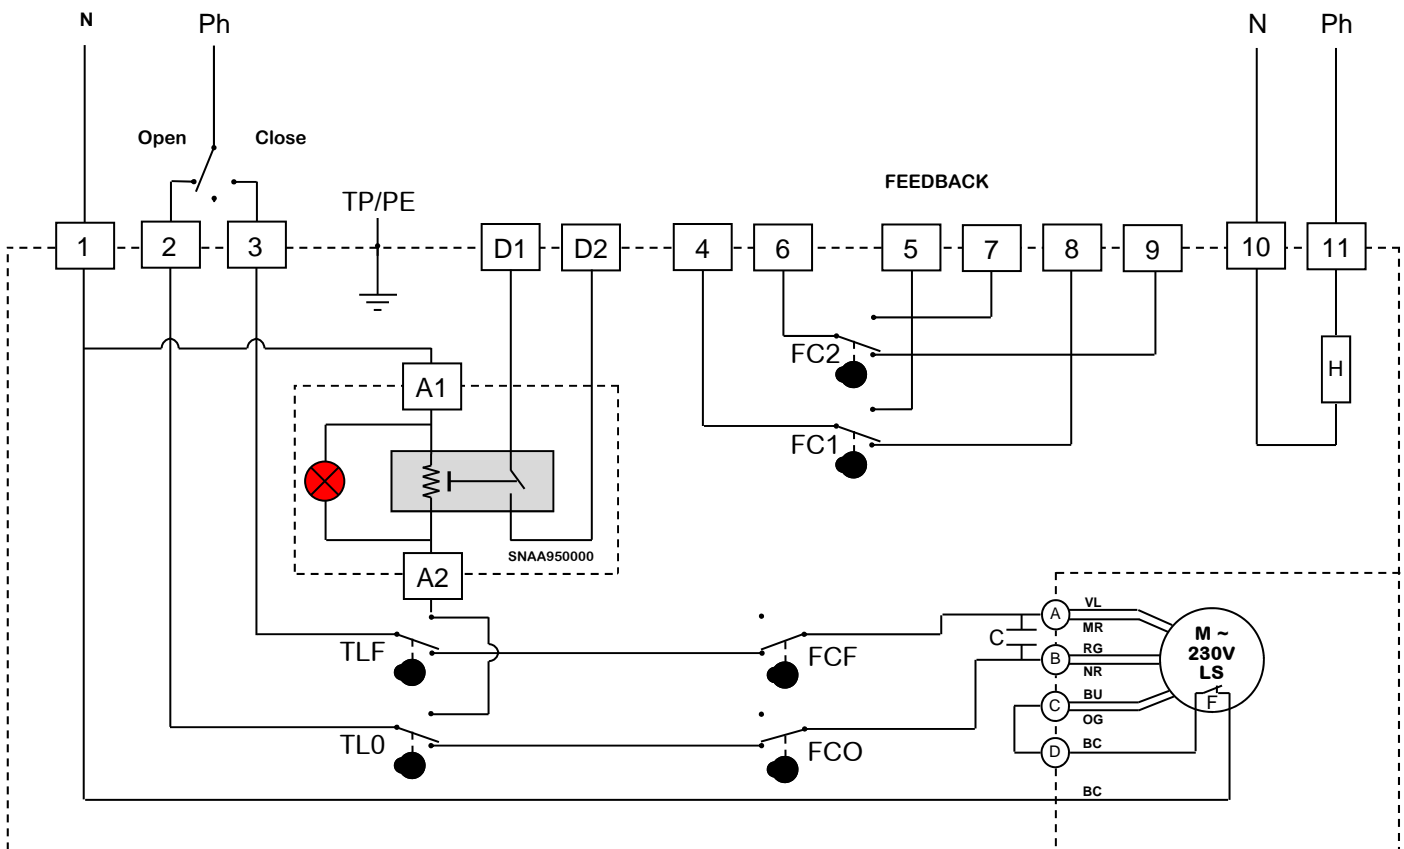 N Ph N Ph
Open Close
FEEDBACK
TP/PE
1 2 3 D1 D2 4 6 5 7 8 9 10 11
FC2
H
A1
FC1
SNAA950000
A2
A VL
MR
C
M ~
230V
LS
TLF FCF
B RG
NR
C BU
OG
F
TL0 FCO
D BC
BC